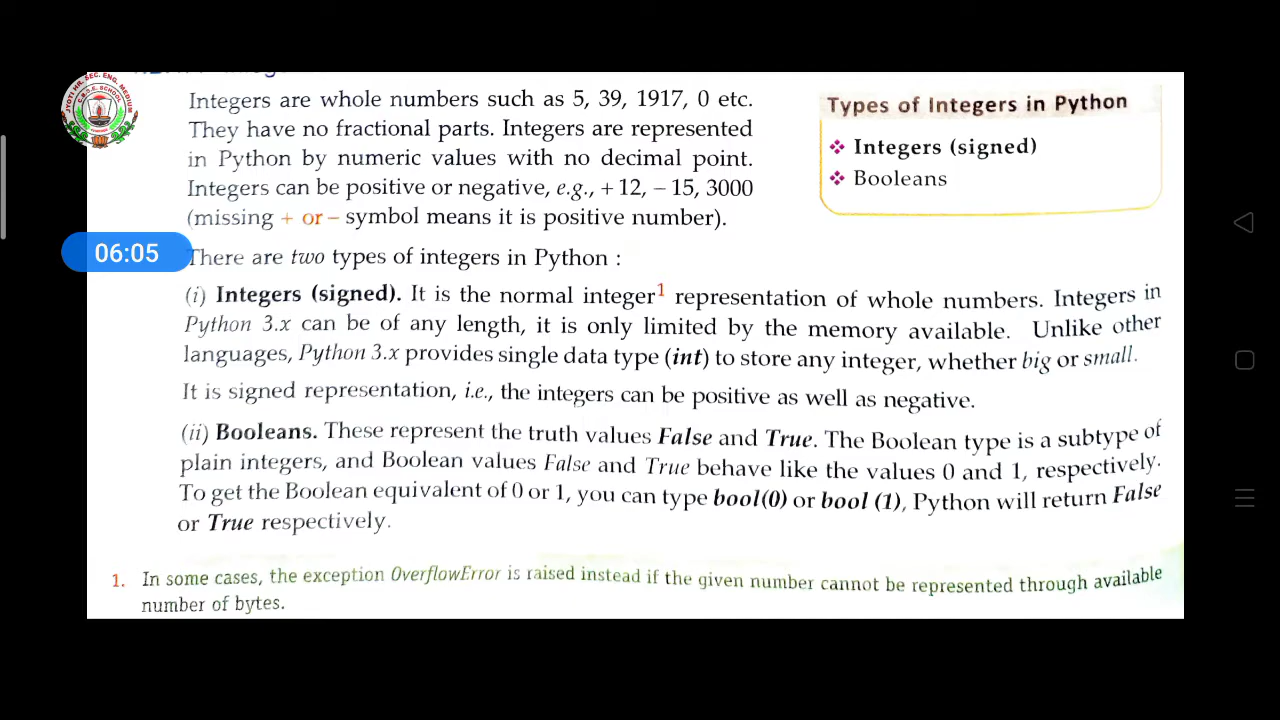 Integers are whole numbers such as 5, 39, 1917, 0 etc.
They have no fractional parts. Integers are represented
in Python by numeric values with no decimal point.
Integers can be positive or negative, e.g., + 12, – 15, 3000
(missing + or – symbol means it is positive number).
Types of Integers in Python
❖ Integers (signed)
❖ Booleans
06:05
There are two types of integers in Python :
(i) Integers (signed). It is the normal integer1 representation of whole numbers. Integers in
Python 3.x can be of any length, it is only limited by the memory available. Unlike other
languages, Python 3.x provides single data type (int) to store any integer, whether big or small.
It is signed representation, i.e., the integers can be positive as well as negative.
(ii) Booleans. These represent the truth values False and True. The Boolean type is a subtype of
plain integers, and Boolean values False and True behave like the values 0 and 1, respectively.
To get the Boolean equivalent of 0 or 1, you can type bool(0) or bool (1), Python will return False
or True respectively.
1. In some cases, the exception OverflowError is raised instead if the given number cannot be represented through available
number of bytes.
JYOTI HR. SEC. ENG. MEDIUM
C.B.S.E. SCHOOL